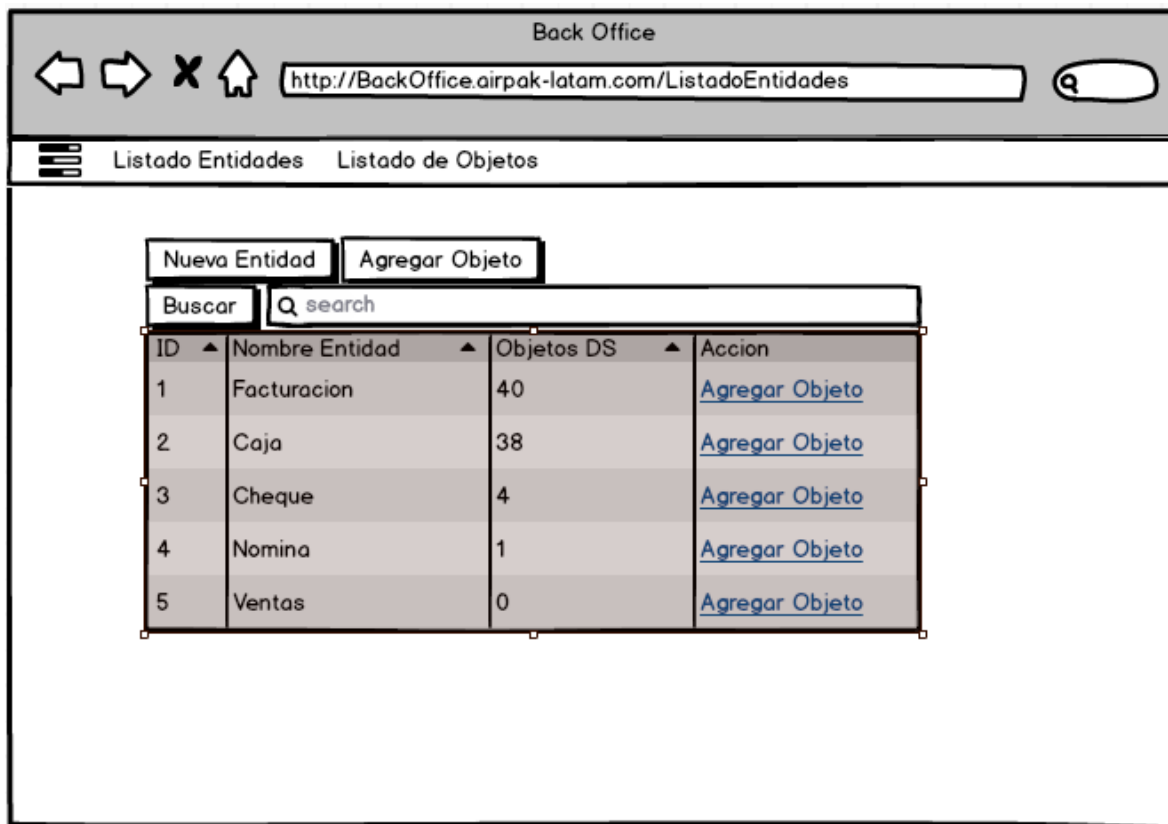 Back Office
http://BackOffice.airpak-latam.com/ListadoEntidades
Listado Entidades Listado de Objetos
Nueva Entidad Agregar Objeto
Buscar search
ID Nombre Entidad Objetos DS Accion
1 Facturacion 40 Agregar Objeto
2 Caja 38 Agregar Objeto
3 Cheque 4 Agregar Objeto
4 Nomina 1 Agregar Objeto
5 Ventas 0 Agregar Objeto